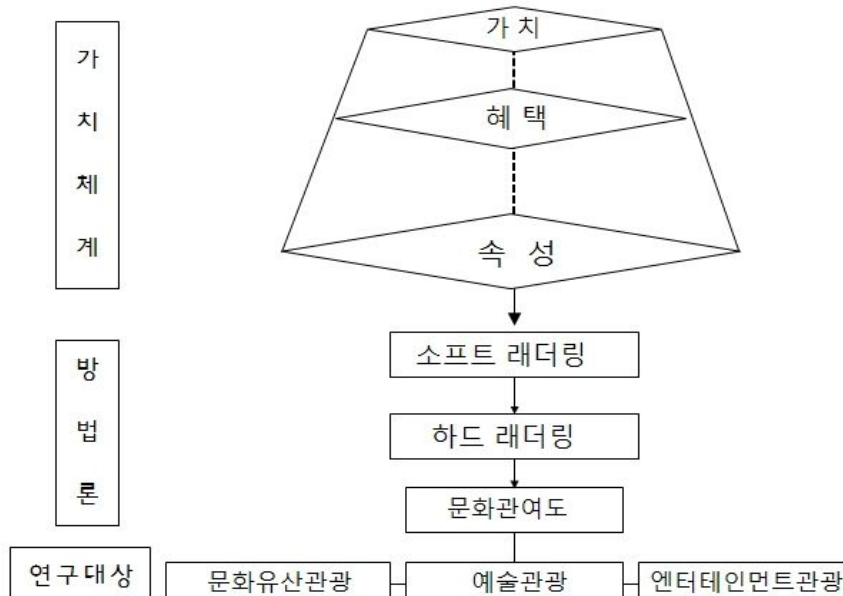 가치체계
가 치
혜 택
속 성
방법론
소프트 래더링
하드 래더링
문화관여도
연구대상
문화유산관광
예술관광
엔터테인먼트관광